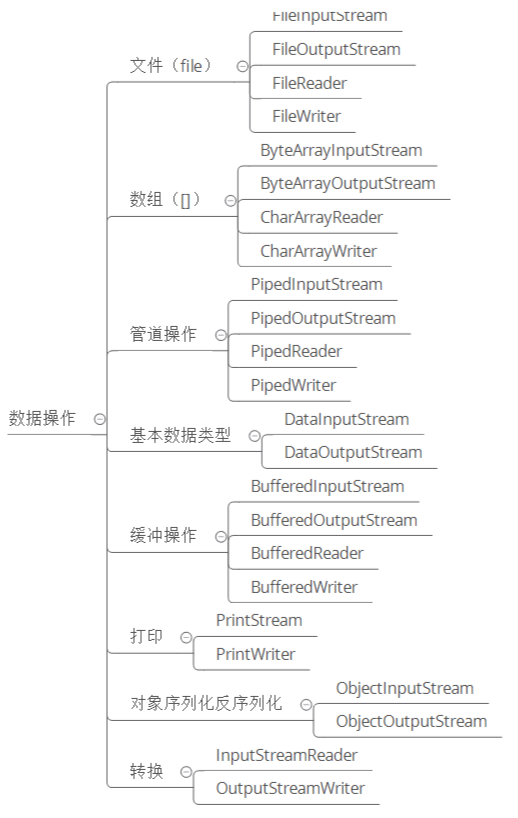 数据操作
文件（file）
FileInputStream
FileOutputStream
FileReader
FileWriter
数组（[]）
ByteArrayInputStream
ByteArrayOutputStream
CharArrayReader
CharArrayWriter
管道操作
PipedInputStream
PipedOutputStream
PipedReader
PipedWriter
基本数据类型
DataInputStream
DataOutputStream
缓冲操作
BufferedInputStream
BufferedOutputStream
BufferedReader
BufferedWriter
打印
PrintStream
PrintWriter
对象序列化反序列化
ObjectInputStream
ObjectOutputStream
转换
InputStreamReader
OutputStreamWriter